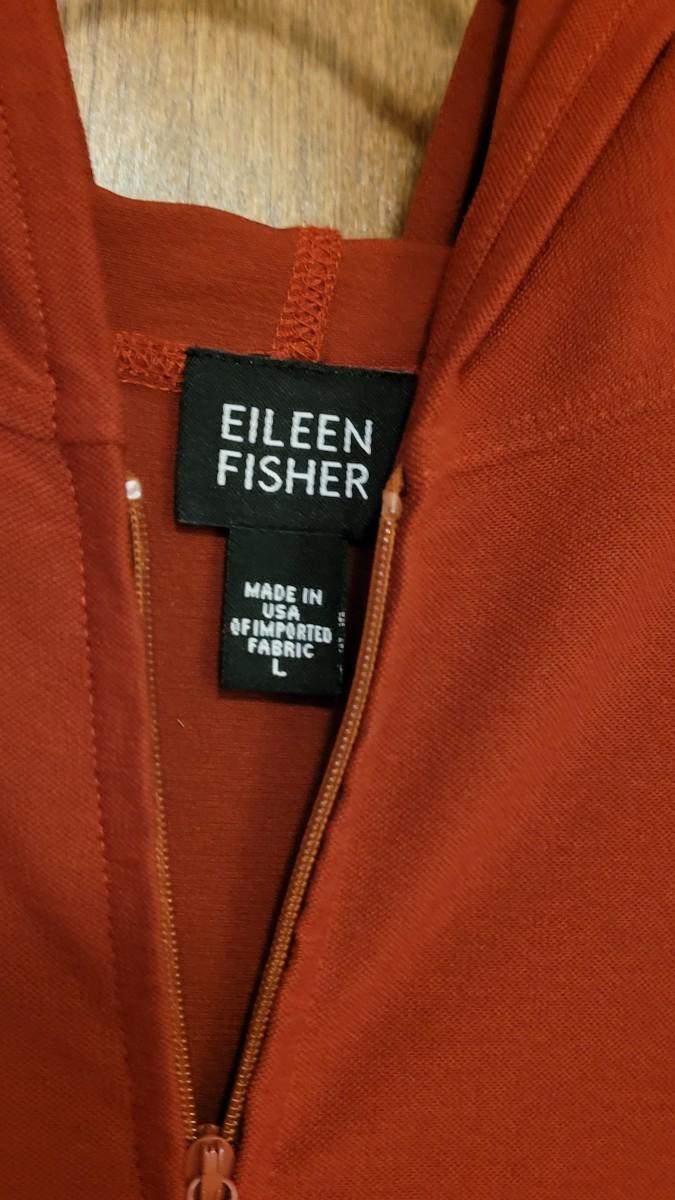 EILEEN
FISHER
MADE IN
USA
OF IMPORTED
FABRIC
L